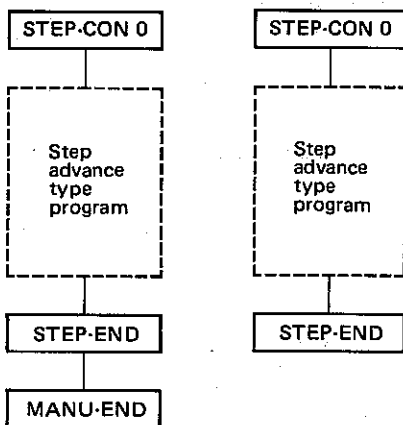 STEP·CON 0
Step
advance
type
program
STEP·END
MANU·END
STEP·CON 0
Step
advance
type
program
STEP·END